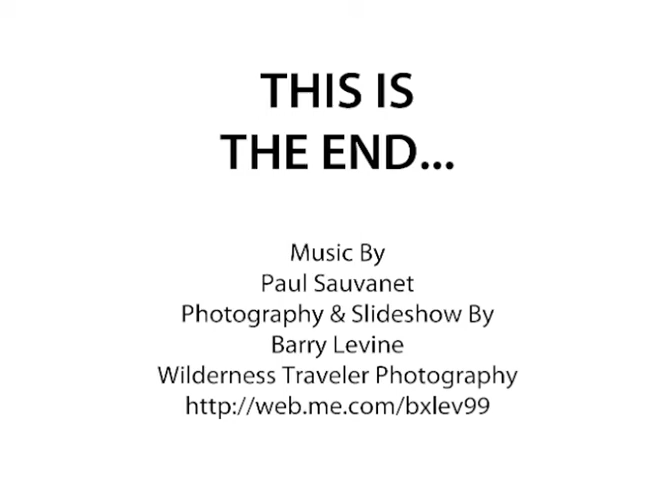 THIS IS
THE END...
Music By
Paul Sauvanet
Photography & Slideshow By
Barry Levine
Wilderness Traveler Photography
http://web.me.com/bxlev99